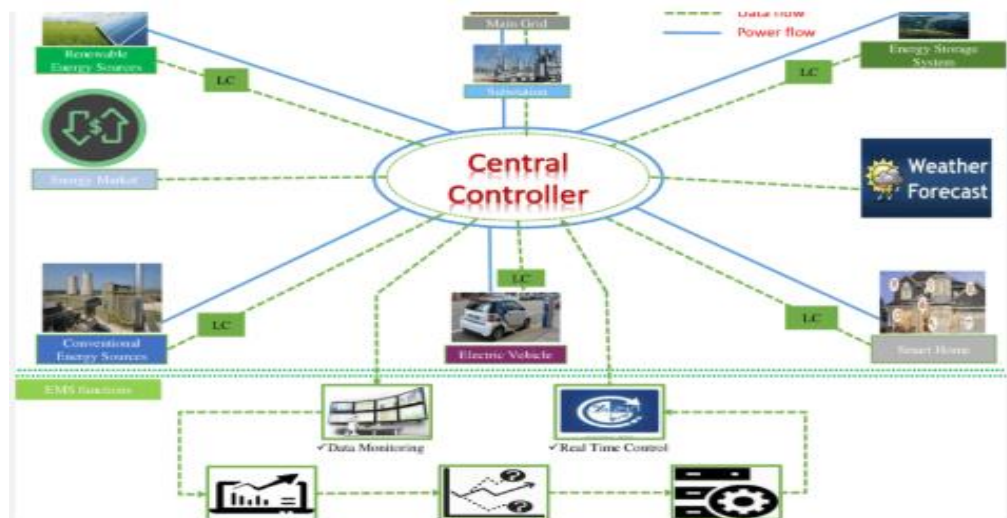 Main Grid
Data flow
Power flow
Renewable
Energy Sources
LC
Substation
LC
Energy Storage
System
Energy Market
Central
Controller
Weather
Forecast
Conventional
Energy Sources
LC
LC
Electric Vehicle
LC
Smart Home
EMS functions
✓Data Monitoring
✓Real Time Control